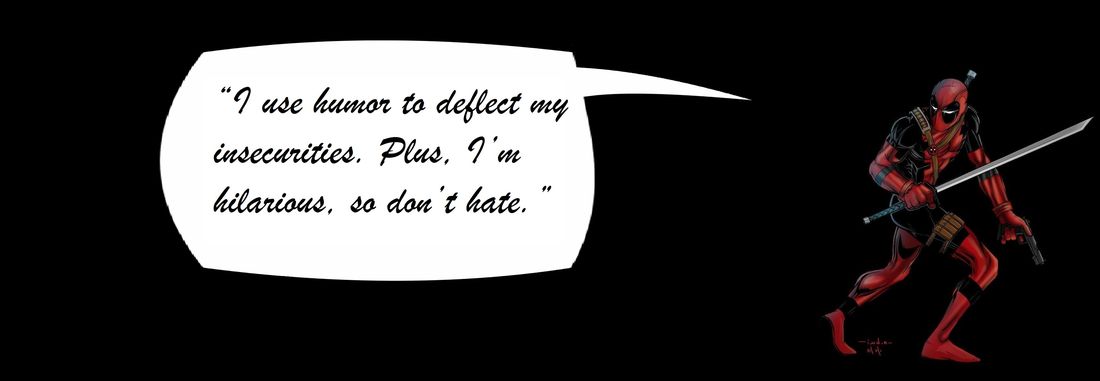 “I use humor to deflect my
insecurities. Plus, I'm
hilarious, so don't hate.”